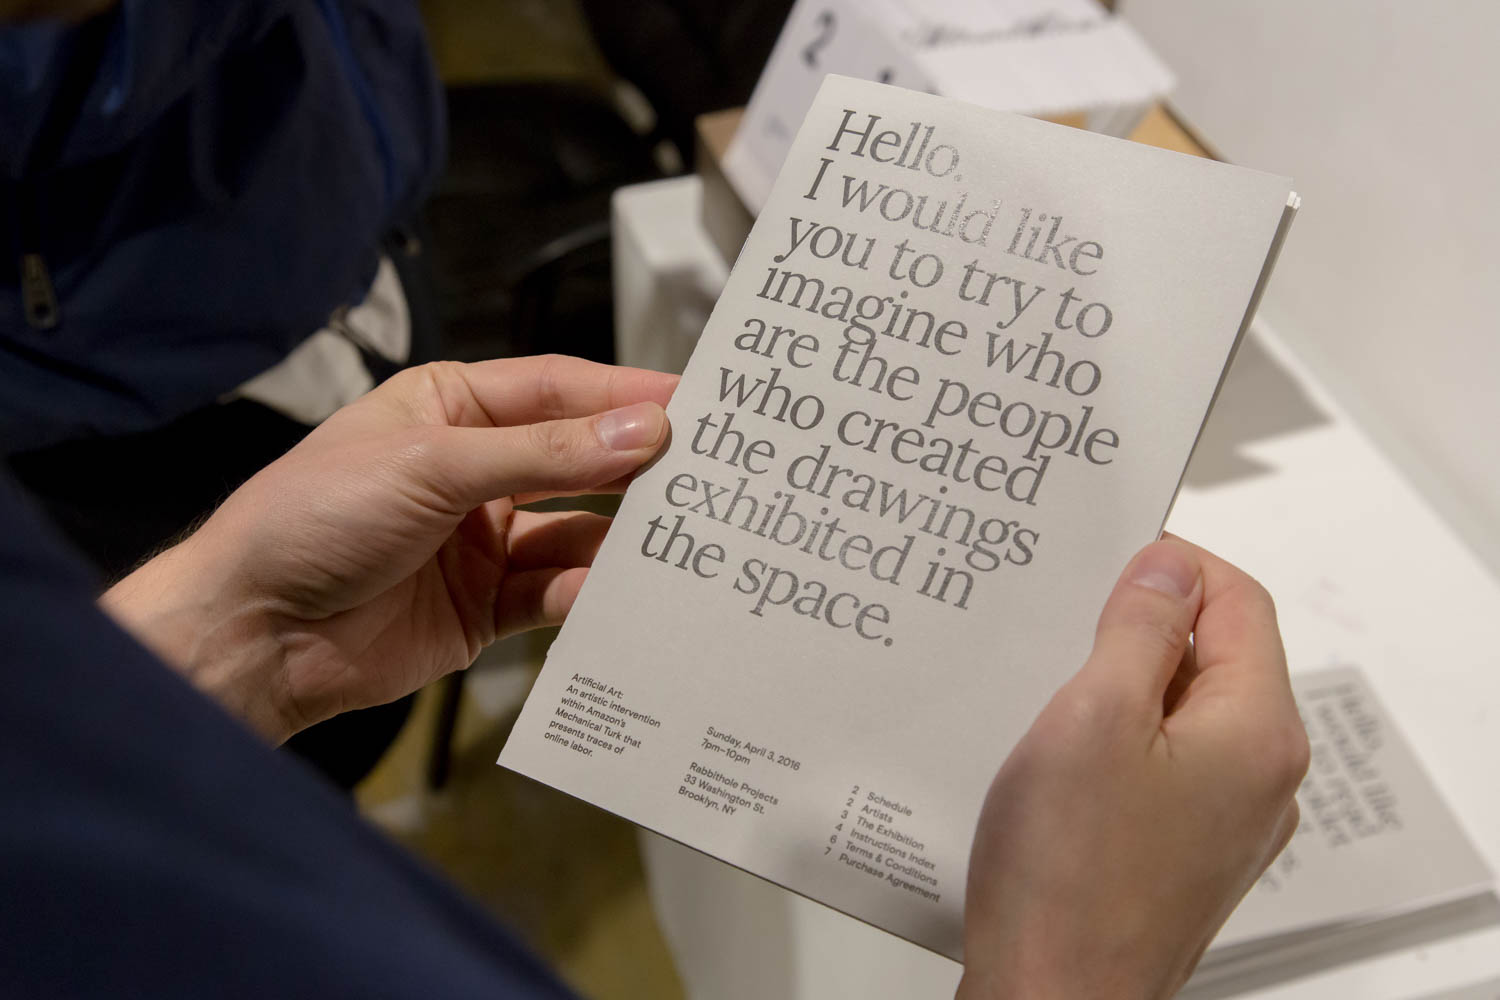 Hello.
I would like
you to try to
imagine who
are the people
who created
the drawings
exhibited in
the space.
Artificial Art:
An artistic intervention
within Amazon's
Mechanical Turk that
presents traces of
online labor.
Sunday, April 3, 2016
7pm–10pm
Rabbithole Projects
33 Washington St.
Brooklyn, NY
2 Schedule
2 Artists
3 The Exhibition
4 Instructions Index
6 Terms & Conditions
7 Purchase Agreement
2
Hello.
I would like